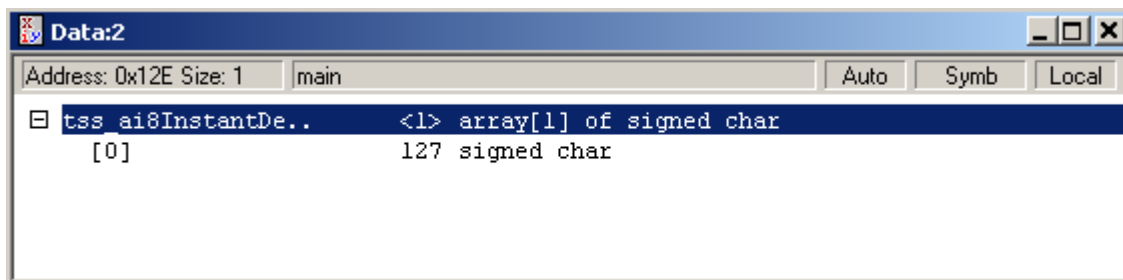 Data:2
Address: 0x12E Size: 1 main Auto Symb Local
tss_ai8InstantDe.. <1> array[1] of signed char
[0] 127 signed char